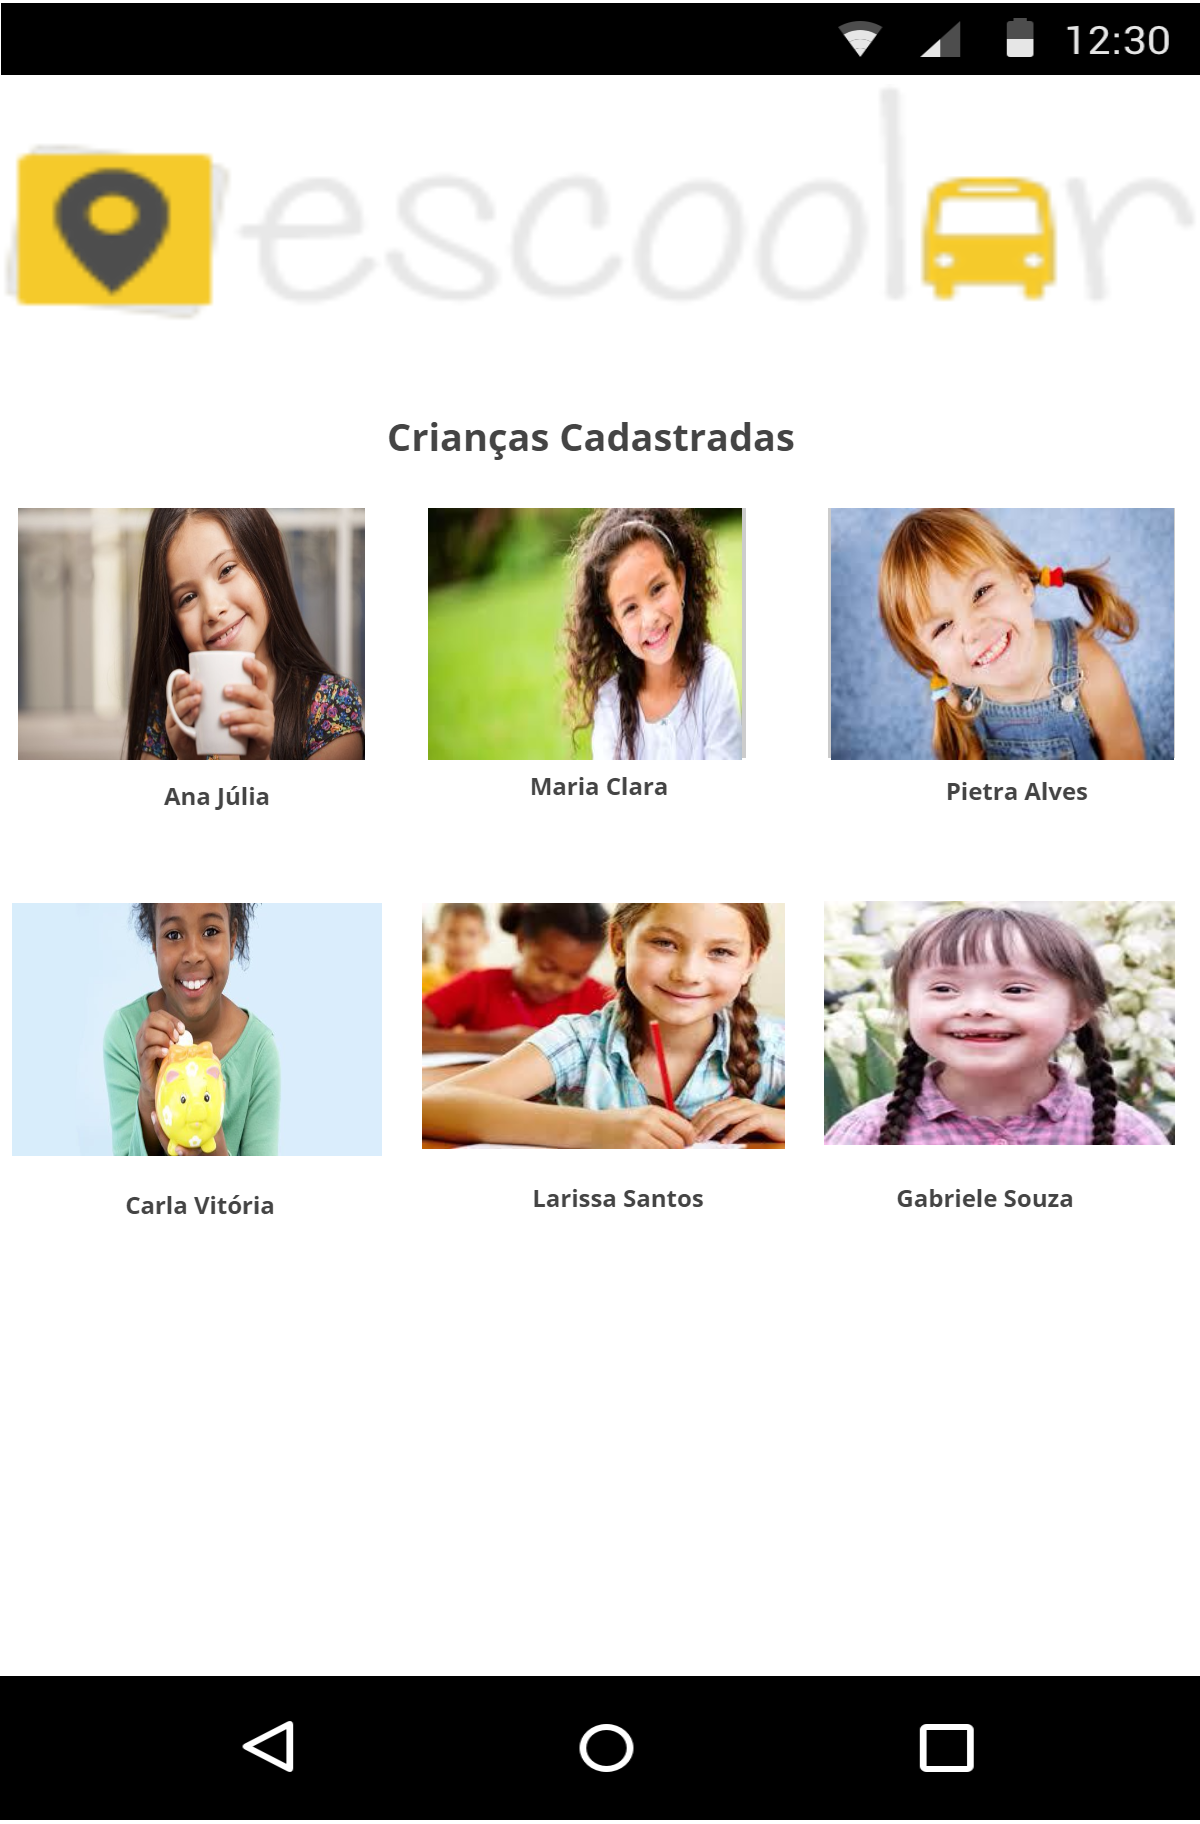 12:30
escoolar
Crianças Cadastradas
Ana Júlia
Maria Clara
Pietra Alves
Carla Vitória
Larissa Santos
Gabriele Souza